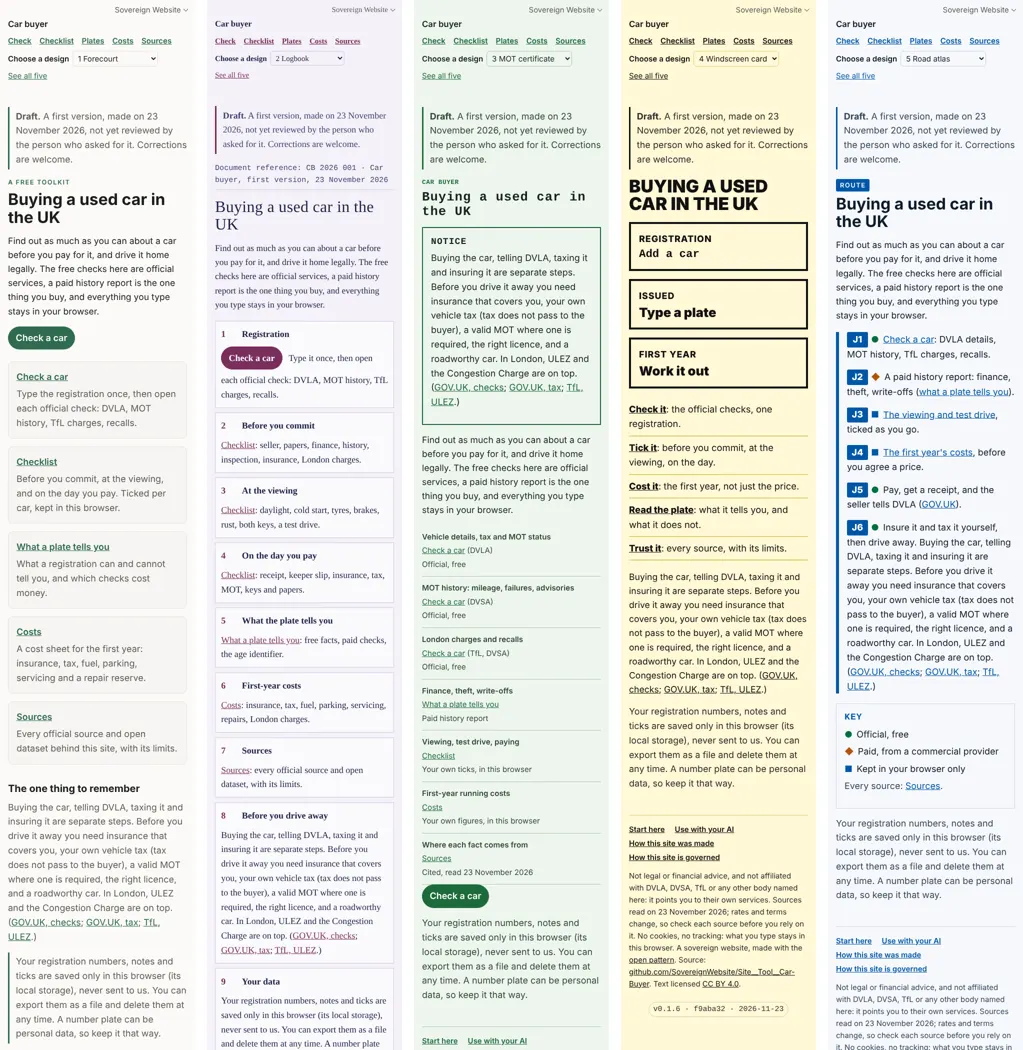 Sovereign Website
Car buyer
Check Checklist Plates Costs Sources
Choose a design 1 Forecourt
See all five
Draft. A first version, made on 23
November 2026, not yet reviewed by
the person who asked for it. Corrections
are welcome.
A FREE TOOLKIT
Buying a used car in
the UK
Find out as much as you can about a car
before you pay for it, and drive it home
legally. The free checks here are official
services, a paid history report is the one
thing you buy, and everything you type
stays in your browser.
Check a car
Check a car
Type the registration once, then open
each official check: DVLA, MOT
history, TfL charges, recalls.
Checklist
Before you commit, at the viewing,
and on the day you pay. Ticked per
car, kept in this browser.
What a plate tells you
What a registration can and cannot
tell you, and which checks cost
money.
Costs
A cost sheet for the first year:
insurance, tax, fuel, parking,
servicing and a repair reserve.
Sources
Every official source and open
dataset behind this site, with its limits.
The one thing to remember
Buying the car, telling DVLA, taxing it and
insuring it are separate steps. Before you
drive it away you need insurance that
covers you, your own vehicle tax (tax
does not pass to the buyer), a valid MOT
where one is required, the right licence,
and a roadworthy car. In London, ULEZ
and the Congestion Charge are on top.
(GOV.UK, checks; GOV.UK, tax; TfL,
ULEZ.)
Your registration numbers, notes and
ticks are saved only in this browser (its
local storage), never sent to us. You can
export them as a file and delete them at
any time. A number plate can be
personal data, so keep it that way.
Sovereign Website
Car buyer
Check Checklist Plates Costs Sources
Choose a design 2 Logbook
See all five
Draft. A first version, made on 23 November
2026, not yet reviewed by the person who
asked for it. Corrections are welcome.
Document reference: CB 2026 001 · Car
buyer, first version, 23 November 2026
Buying a used car in the
UK
Find out as much as you can about a car before
you pay for it, and drive it home legally. The free
checks here are official services, a paid history
report is the one thing you buy, and everything
you type stays in your browser.
1 Registration
Check a car Type it once, then open
each official check: DVLA, MOT history, TfL
charges, recalls.
2 Before you commit
Checklist: seller, papers, finance, history,
inspection, insurance, London charges.
3 At the viewing
Checklist: daylight, cold start, tyres, brakes,
rust, both keys, a test drive.
4 On the day you pay
Checklist: receipt, keeper slip, insurance, tax,
MOT, keys and papers.
5 What the plate tells you
What a plate tells you: free facts, paid checks,
the age identifier.
6 First-year costs
Costs: insurance, tax, fuel, parking, servicing,
repairs, London charges.
7 Sources
Sources: every official source and open
dataset, with its limits.
8 Before you drive away
Buying the car, telling DVLA, taxing it and
insuring it are separate steps. Before you
drive it away you need insurance that covers
you, your own vehicle tax (tax does not pass
to the buyer), a valid MOT where one is
required, the right licence, and a roadworthy
car. In London, ULEZ and the Congestion
Charge are on top. (GOV.UK, checks;
GOV.UK, tax; TfL, ULEZ.)
9 Your data
Your registration numbers, notes and ticks are
saved only in this browser (its local storage),
never sent to us. You can export them as a
file and delete them at any time. A number plate
Sovereign Website
Car buyer
Check Checklist Plates Costs Sources
Choose a design 3 MOT certificate
See all five
Draft. A first version, made on 23
November 2026, not yet reviewed by
the person who asked for it. Corrections
are welcome.
CAR BUYER
Buying a used car in
the UK
NOTICE
Buying the car, telling DVLA, taxing it
and insuring it are separate steps.
Before you drive it away you need
insurance that covers you, your own
vehicle tax (tax does not pass to the
buyer), a valid MOT where one is
required, the right licence, and a
roadworthy car. In London, ULEZ and
the Congestion Charge are on top.
(GOV.UK, checks; GOV.UK, tax; TfL,
ULEZ.)
Find out as much as you can about a car
before you pay for it, and drive it home
legally. The free checks here are official
services, a paid history report is the one
thing you buy, and everything you type
stays in your browser.
Vehicle details, tax and MOT status
Check a car (DVLA)
Official, free
MOT history: mileage, failures, advisories
Check a car (DVSA)
Official, free
London charges and recalls
Check a car (TfL, DVSA)
Official, free
Finance, theft, write-offs
What a plate tells you
Paid history report
Viewing, test drive, paying
Checklist
Your own ticks, in this browser
First-year running costs
Costs
Your own figures, in this browser
Where each fact comes from
Sources
Cited, read 23 November 2026
Check a car
Your registration numbers, notes and
ticks are saved only in this browser (its
local storage), never sent to us. You can
export them as a file and delete them at
any time. A number plate can be personal
data, so keep it that way.
Start here Use with your AI
Sovereign Website
Car buyer
Check Checklist Plates Costs Sources
Choose a design 4 Windscreen card
See all five
Draft. A first version, made on 23
November 2026, not yet reviewed by
the person who asked for it. Corrections
are welcome.
BUYING A USED
CAR IN THE UK
REGISTRATION
Add a car
ISSUED
Type a plate
FIRST YEAR
Work it out
Check it: the official checks, one
registration.
Tick it: before you commit, at the
viewing, on the day.
Cost it: the first year, not just the price.
Read the plate: what it tells you, and
what it does not.
Trust it: every source, with its limits.
Buying the car, telling DVLA, taxing it and
insuring it are separate steps. Before you
drive it away you need insurance that
covers you, your own vehicle tax (tax does
not pass to the buyer), a valid MOT where
one is required, the right licence, and a
roadworthy car. In London, ULEZ and the
Congestion Charge are on top. (GOV.UK,
checks; GOV.UK, tax; TfL, ULEZ.)
Your registration numbers, notes and
ticks are saved only in this browser (its
local storage), never sent to us. You can
export them as a file and delete them at
any time. A number plate can be personal
data, so keep it that way.
Start here Use with your AI
How this site was made
How this site is governed
Not legal or financial advice, and not affiliated
with DVLA, DVSA, TfL or any other body named
here: it points you to their own services. Sources
read on 23 November 2026; rates and terms
change, so check each source before you rely on
it. No cookies, no tracking: what you type stays in
this browser. A sovereign website, made with the
open pattern. Source:
github.com/SovereignWebsite/Site__Tool__Car-
Buyer. Text licensed CC BY 4.0.
v0.1.6 · f9aba32 · 2026-11-23
Sovereign Website
Car buyer
Check Checklist Plates Costs Sources
Choose a design 5 Road atlas
See all five
Draft. A first version, made on 23
November 2026, not yet reviewed by
the person who asked for it. Corrections
are welcome.
ROUTE
Buying a used car in
the UK
Find out as much as you can about a car
before you pay for it, and drive it home
legally. The free checks here are official
services, a paid history report is the one
thing you buy, and everything you type
stays in your browser.
J1 Check a car: DVLA details,
MOT history, TfL charges, recalls.
J2 A paid history report: finance,
theft, write-offs (what a plate tells you).
J3 The viewing and test drive,
ticked as you go.
J4 The first year's costs, before
you agree a price.
J5 Pay, get a receipt, and the
seller tells DVLA (GOV.UK).
J6 Insure it and tax it yourself,
then drive away. Buying the car, telling
DVLA, taxing it and insuring it are
separate steps. Before you drive it
away you need insurance that covers
you, your own vehicle tax (tax does not
pass to the buyer), a valid MOT where
one is required, the right licence, and a
roadworthy car. In London, ULEZ and
the Congestion Charge are on top.
(GOV.UK, checks; GOV.UK, tax; TfL,
ULEZ.)
KEY
Official, free
Paid, from a commercial provider
Kept in your browser only
Every source: Sources.
Your registration numbers, notes and
ticks are saved only in this browser (its
local storage), never sent to us. You can
export them as a file and delete them at
any time. A number plate can be personal
data, so keep it that way.
Start here Use with your AI
How this site was made
How this site is governed
Not legal or financial advice, and not affiliated
with DVLA, DVSA, TfL or any other body named
here: it points you to their own services. Sources
read on 23 November 2026; rates and terms
change, so check each source before you rely on
it. No cookies, no tracking: what you type stays in